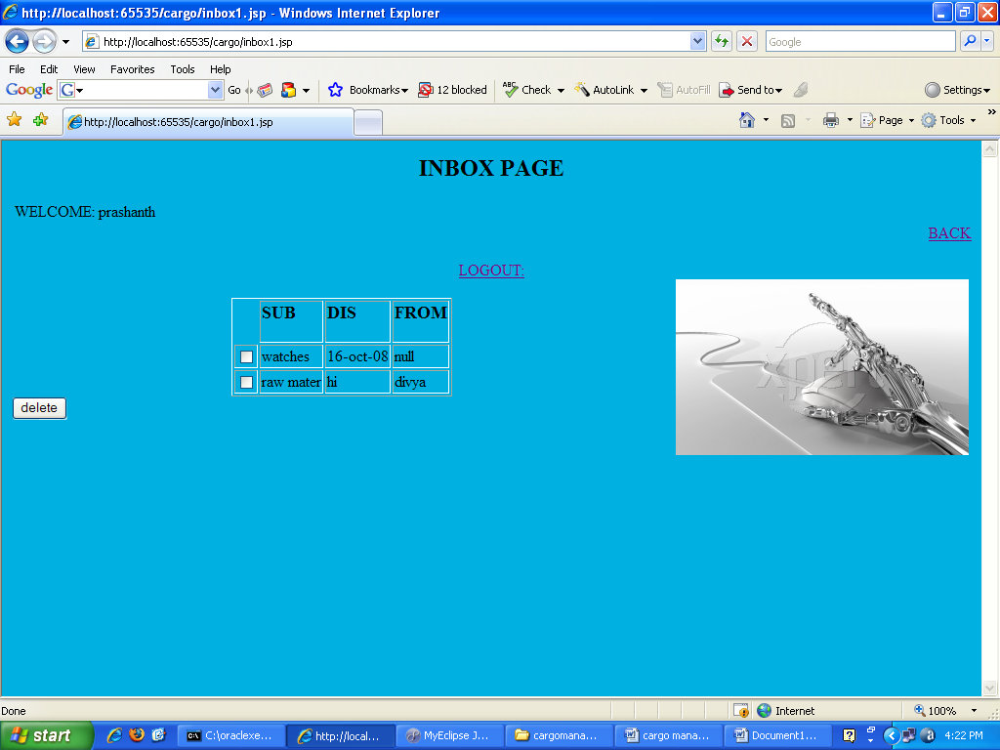 http://localhost:65535/cargo/inbox1.jsp - Windows Internet Explorer
http://localhost:65535/cargo/inbox1.jsp
Google
File Edit View Favorites Tools Help
Google G Go Bookmarks 12 blocked ABC Check AutoLink AutoFill Send to Settings
http://localhost:65535/cargo/inbox1.jsp Page Tools »
INBOX PAGE
WELCOME: prashanth
BACK
LOGOUT:
SUB DIS FROM
watches 16-oct-08 null
raw mater hi divya
delete
Done Internet 100%
start C:\oraclexe... http://local... MyEclipse J... cargomana... cargo mana... Document1... 4:22 PM